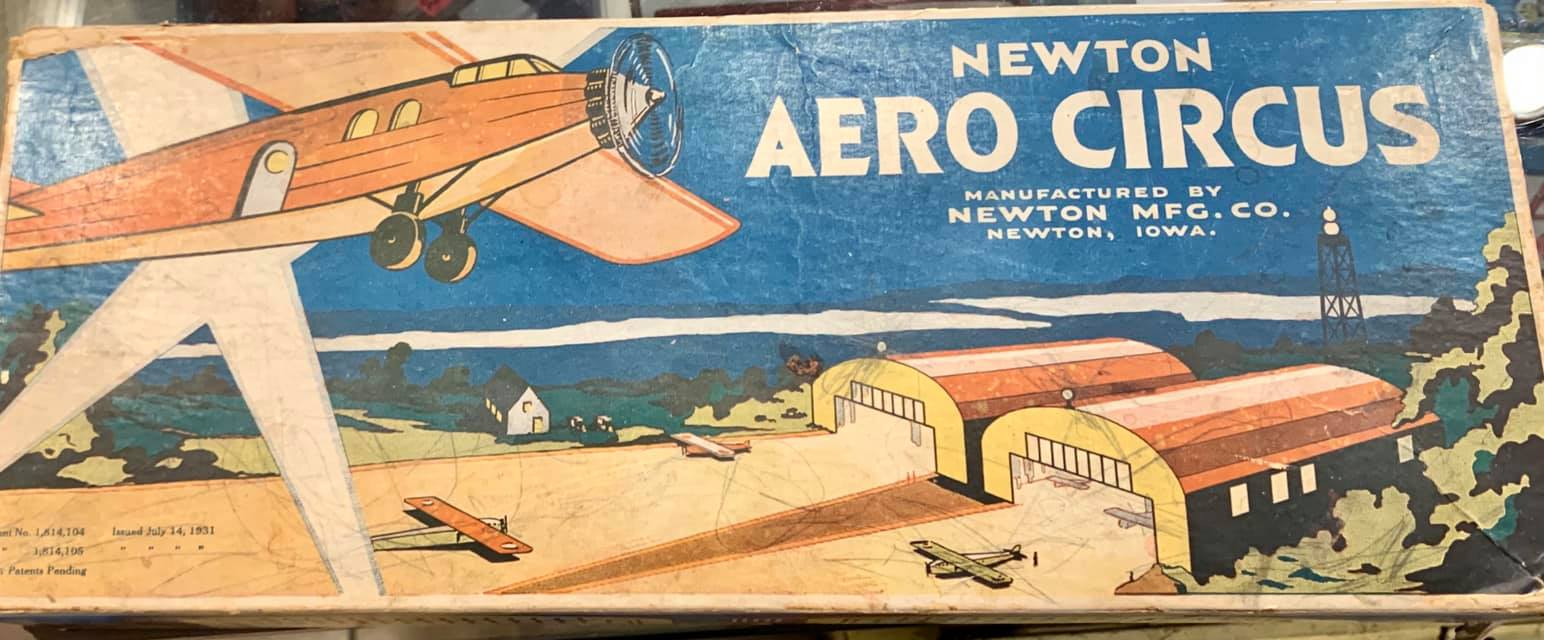 NEWTON
AERO CIRCUS
MANUFACTURED BY
NEWTON MFG. CO.
NEWTON, IOWA.
No. 1,814,104 Issued July 14, 1931
" 1,814,105 " " " "
Patents Pending